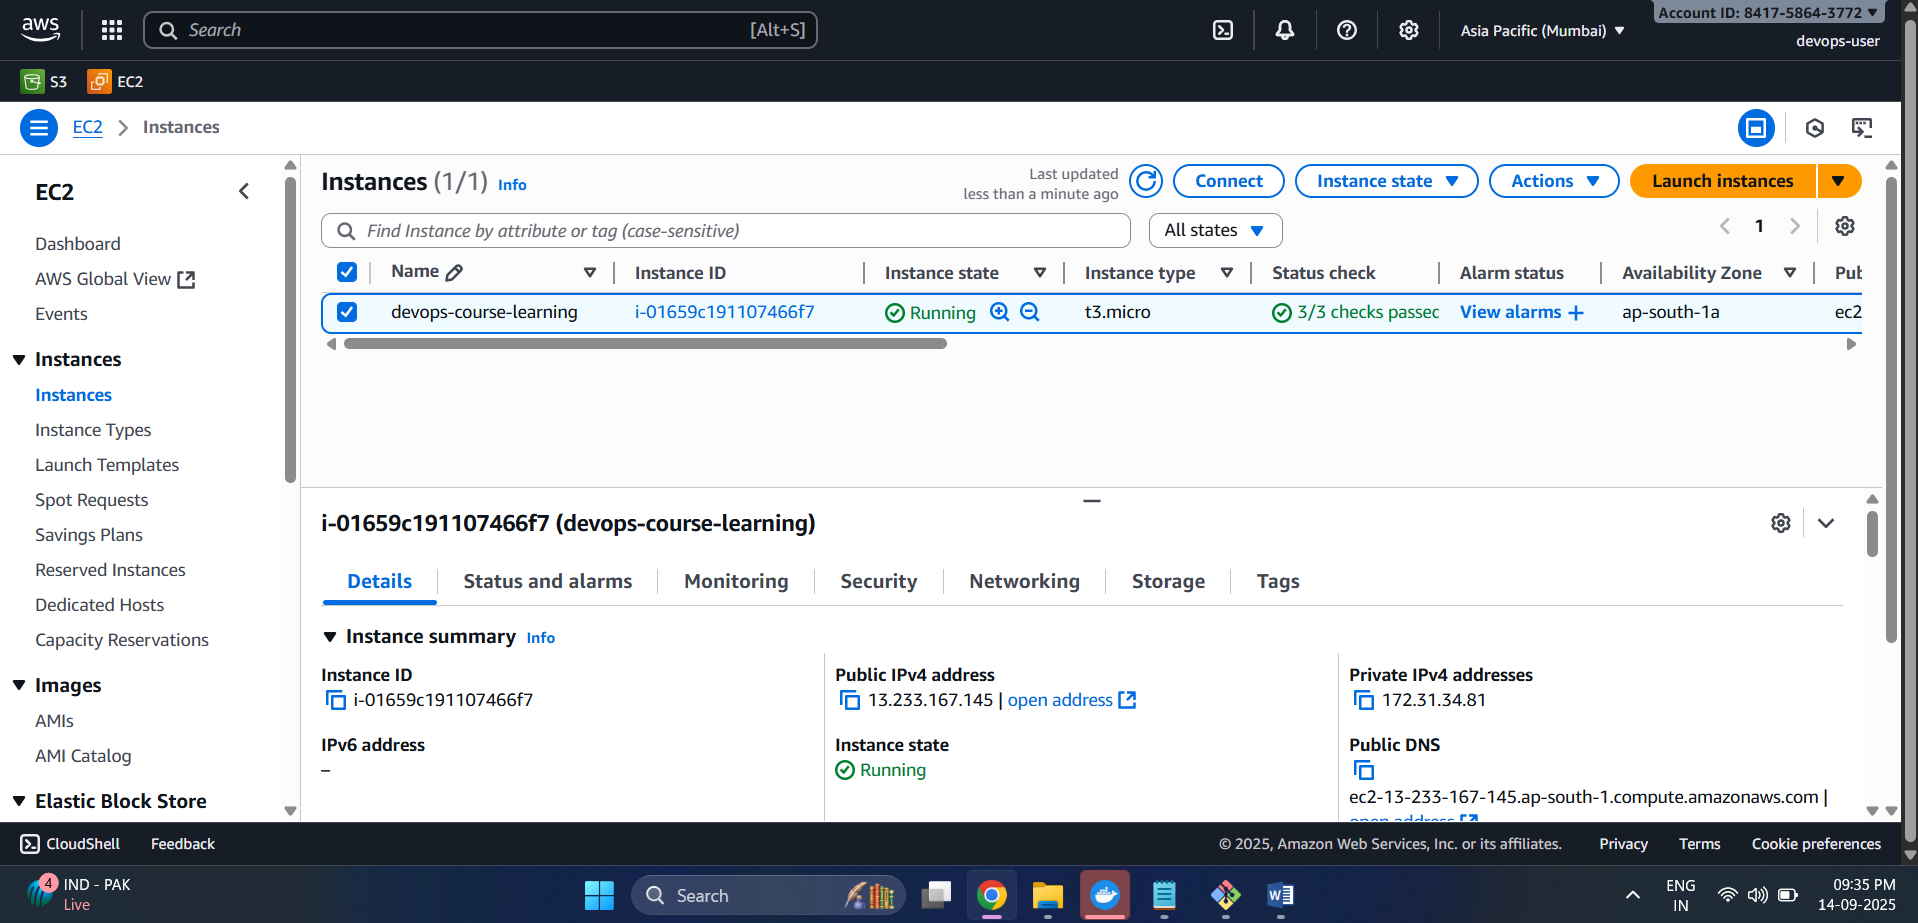 aws
Search [Alt+S]
Asia Pacific (Mumbai)
Account ID: 8417-5864-3772
devops-user
S3 EC2
EC2 Instances
EC2
Dashboard
AWS Global View
Events
Instances
Instances
Instance Types
Launch Templates
Spot Requests
Savings Plans
Reserved Instances
Dedicated Hosts
Capacity Reservations
Images
AMIs
AMI Catalog
Elastic Block Store
Instances (1/1) Info
Last updated
less than a minute ago
Connect Instance state Actions Launch instances
Find Instance by attribute or tag (case-sensitive)
All states
1
Name Instance ID Instance state Instance type Status check Alarm status Availability Zone Pub
devops-course-learning i-01659c191107466f7 Running t3.micro 3/3 checks passed View alarms ap-south-1a ec2
i-01659c191107466f7 (devops-course-learning)
Details Status and alarms Monitoring Security Networking Storage Tags
Instance summary Info
Instance ID
i-01659c191107466f7
Public IPv4 address
13.233.167.145 | open address
Private IPv4 addresses
172.31.34.81
IPv6 address
–
Instance state
Running
Public DNS
ec2-13-233-167-145.ap-south-1.compute.amazonaws.com |
open address
CloudShell Feedback
© 2025, Amazon Web Services, Inc. or its affiliates. Privacy Terms Cookie preferences
4
IND - PAK
Live
Search
ENG
IN
09:35 PM
14-09-2025